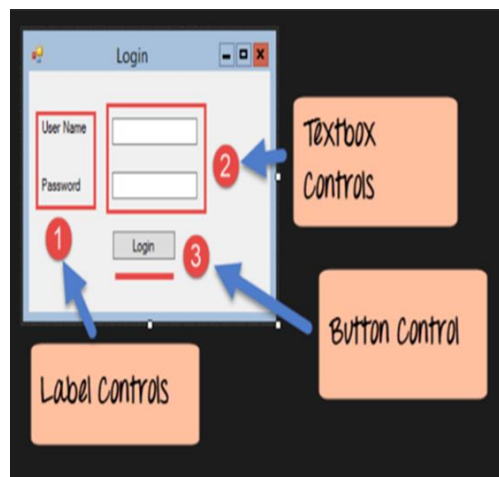 Login
User Name
Password
Login
1
2
3
Textbox
Controls
Button Control
Label Controls